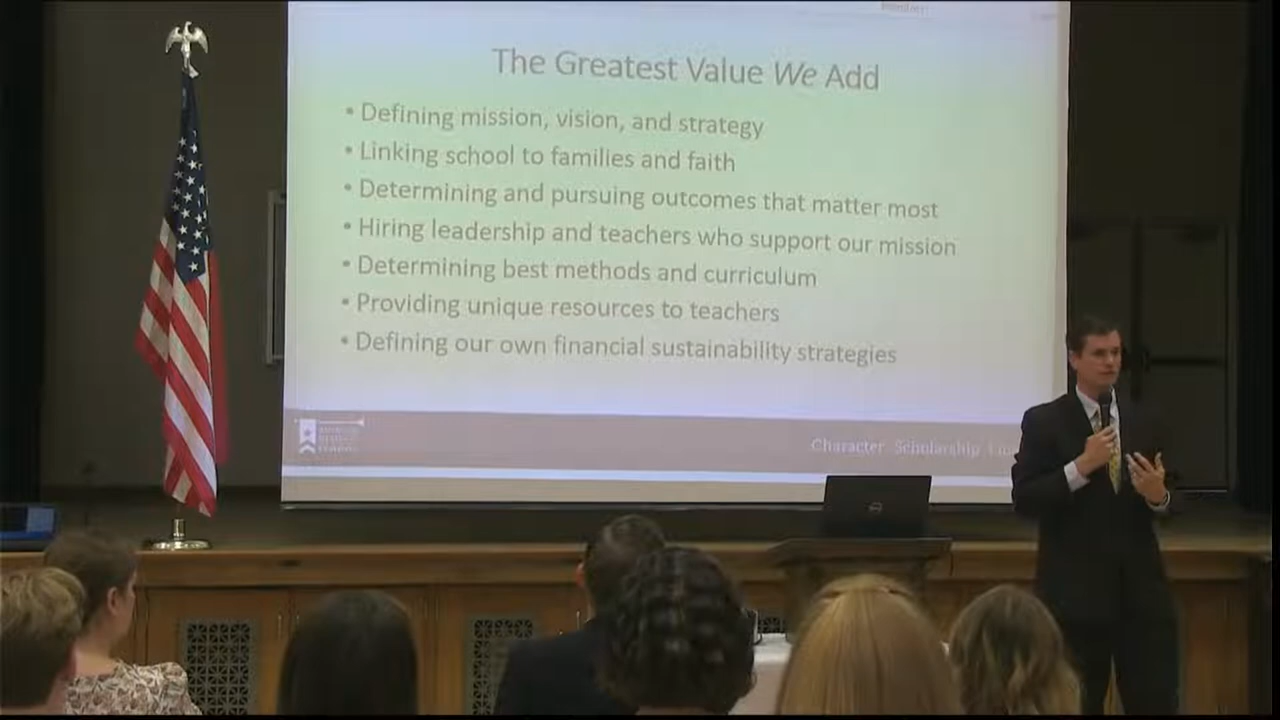 The Greatest Value We Add
• Defining mission, vision, and strategy
• Linking school to families and faith
• Determining and pursuing outcomes that matter most
• Hiring leadership and teachers who support our mission
• Determining best methods and curriculum
• Providing unique resources to teachers
• Defining our own financial sustainability strategies
Character Scholarship